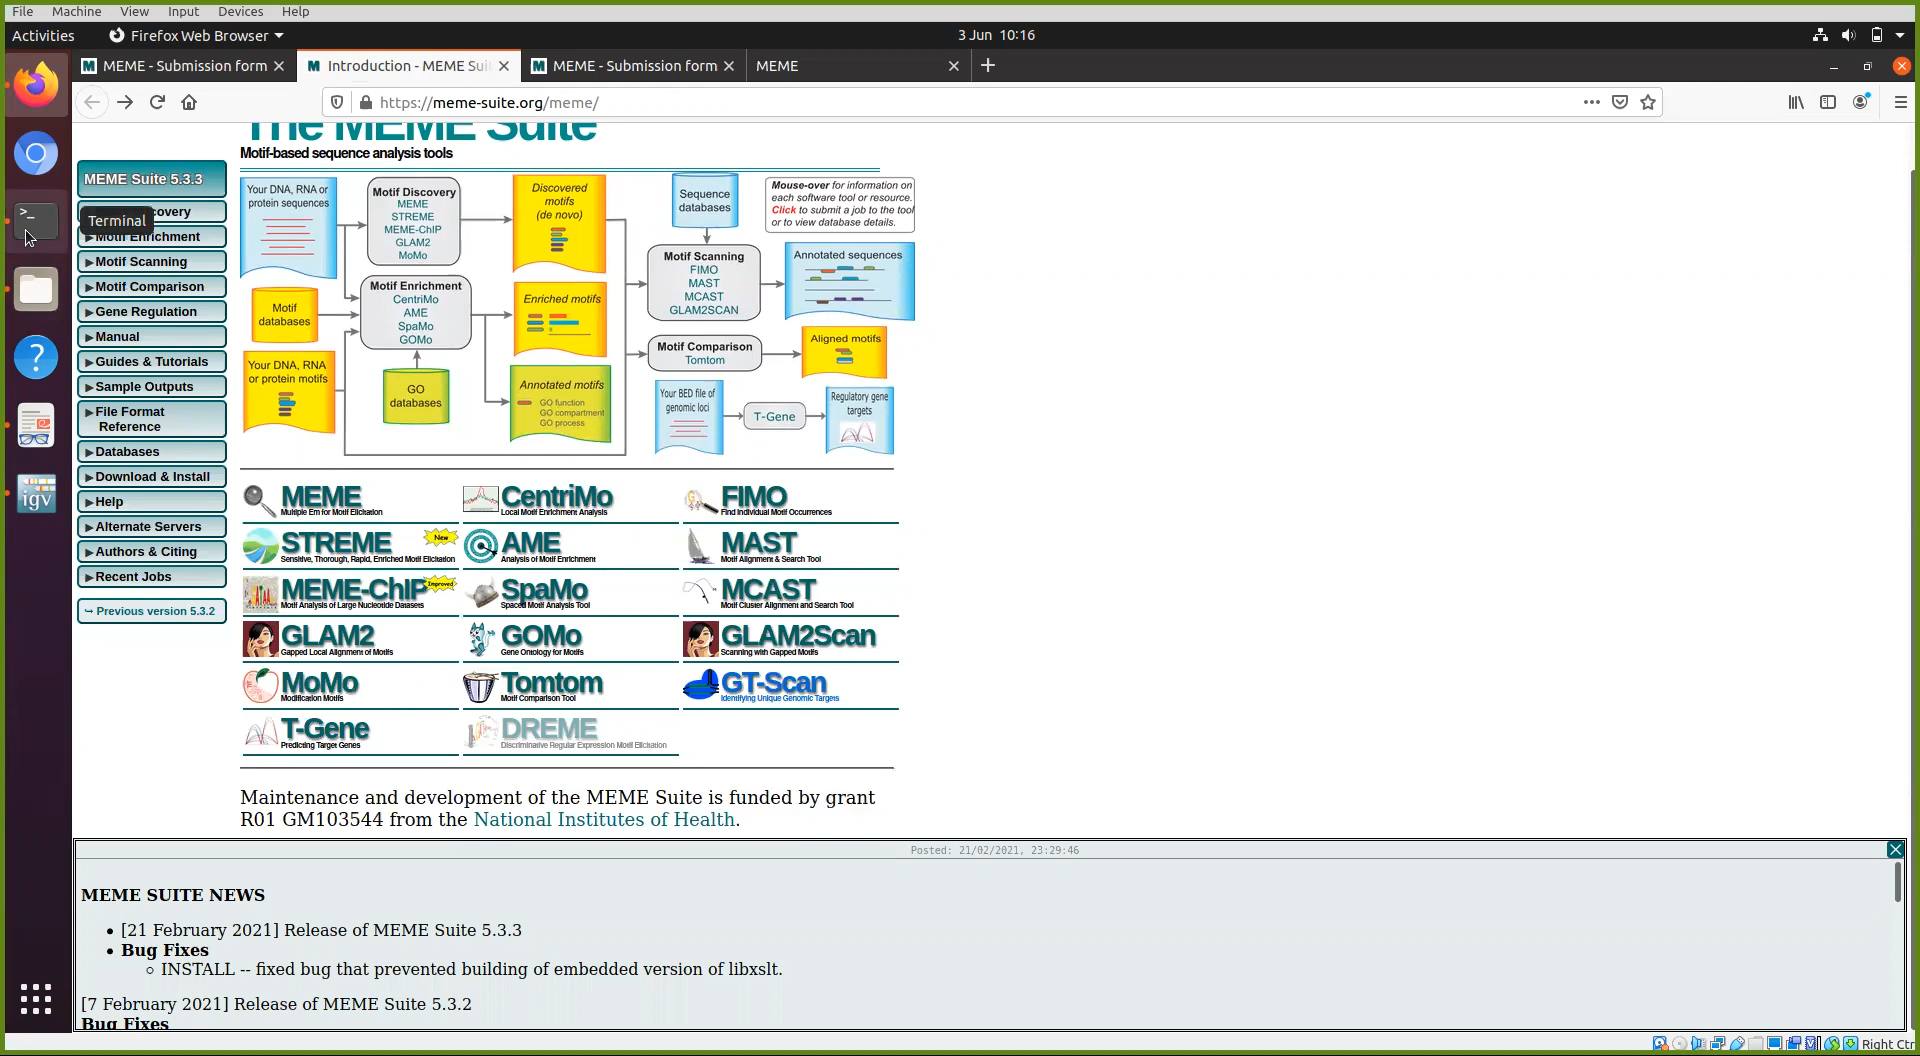 File Machine View Input Devices Help
Activities Firefox Web Browser 3 Jun 10:16
MEME - Submission form Introduction - MEME Sui MEME - Submission form MEME
https://meme-suite.org/meme/
The MEME Suite
Motif-based sequence analysis tools
MEME Suite 5.3.3
covery
Terminal
Motif Enrichment
Motif Scanning
Motif Comparison
Gene Regulation
Manual
Guides & Tutorials
Sample Outputs
File Format
Reference
Databases
Download & Install
Help
Alternate Servers
Authors & Citing
Recent Jobs
Previous version 5.3.2
Your DNA, RNA or
protein sequences
Motif
databases
Your DNA, RNA
or protein motifs
Motif Discovery
MEME
STREME
MEME-ChIP
GLAM2
MoMo
Motif Enrichment
CentriMo
AME
SpaMo
GOMo
GO
databases
Discovered
motifs
(de novo)
Enriched motifs
Annotated motifs
GO function
GO compartment
GO process
Sequence
databases
Motif Scanning
FIMO
MAST
MCAST
GLAM2SCAN
Motif Comparison
Tomtom
Your BED file of
genomic loci
T-Gene
Mouse-over for information on
each software tool or resource.
Click to submit a job to the tool
or to view database details.
Annotated sequences
Aligned motifs
Regulatory gene
targets
MEME
Multiple Em for Motif Elicitation
CentriMo
Local Motif Enrichment Analysis
FIMO
Find Individual Motif Occurrences
STREME
New
Sensitive, Thorough, Rapid, Enriched Motif Elicitation
AME
Analysis of Motif Enrichment
MAST
Motif Alignment & Search Tool
MEME-ChIP
Improved
Motif Analysis of Large Nucleotide Datasets
SpaMo
Spaced Motif Analysis Tool
MCAST
Motif Cluster Alignment and Search Tool
GLAM2
Gapped Local Alignment of Motifs
GOMo
Gene Ontology for Motifs
GLAM2Scan
Scanning with Gapped Motifs
MoMo
Modification Motifs
Tomtom
Motif Comparison Tool
GT-Scan
Identifying Unique Genomic Targets
T-Gene
Predicting Target Genes
DREME
Discriminative Regular Expression Motif Elicitation
Maintenance and development of the MEME Suite is funded by grant
R01 GM103544 from the National Institutes of Health.
Posted: 21/02/2021, 23:29:46
MEME SUITE NEWS
[21 February 2021] Release of MEME Suite 5.3.3
Bug Fixes
INSTALL -- fixed bug that prevented building of embedded version of libxslt.
[7 February 2021] Release of MEME Suite 5.3.2
Bug Fixes
igv
Right Ctr